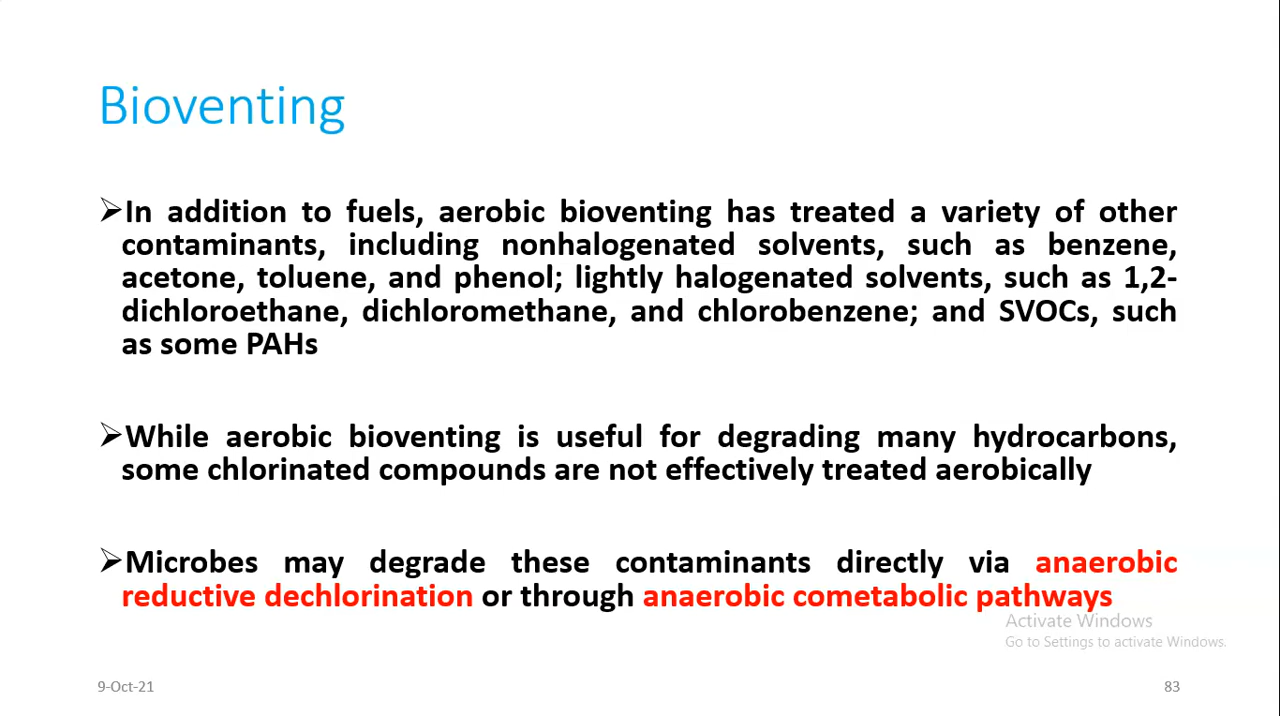 Bioventing
➢In addition to fuels, aerobic bioventing has treated a variety of other
contaminants, including nonhalogenated solvents, such as benzene,
acetone, toluene, and phenol; lightly halogenated solvents, such as 1,2-
dichloroethane, dichloromethane, and chlorobenzene; and SVOCs, such
as some PAHs
➢While aerobic bioventing is useful for degrading many hydrocarbons,
some chlorinated compounds are not effectively treated aerobically
➢Microbes may degrade these contaminants directly via anaerobic
reductive dechlorination or through anaerobic cometabolic pathways
Activate Windows
Go to Settings to activate Windows.
9-Oct-21
83